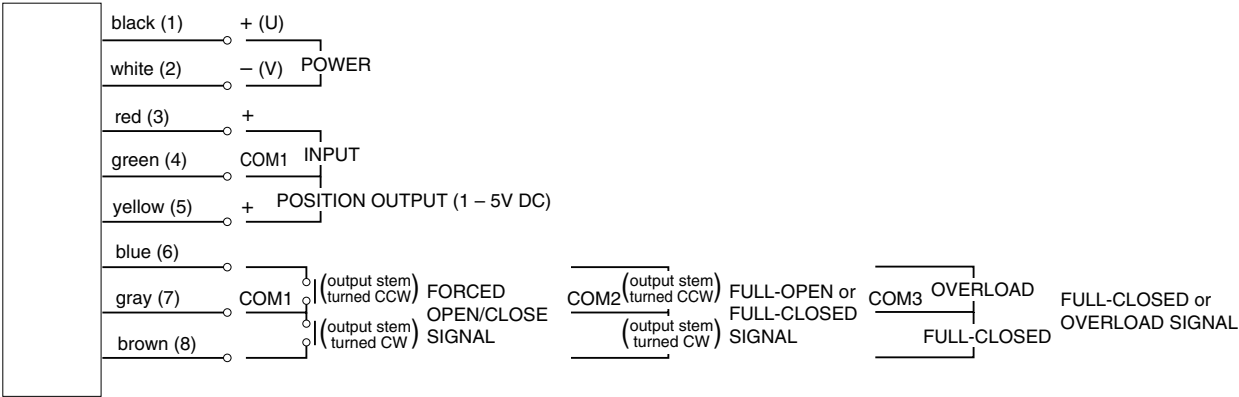 black (1) + (U)
white (2) – (V) POWER
red (3) +
green (4) COM1 INPUT
yellow (5) + POSITION OUTPUT (1 – 5V DC)
blue (6)
gray (7) COM1
brown (8)
(output stem
turned CCW)
(output stem
turned CW)
FORCED
OPEN/CLOSE
SIGNAL
COM2
(output stem
turned CCW)
(output stem
turned CW)
FULL-OPEN or
FULL-CLOSED
SIGNAL
COM3
OVERLOAD
FULL-CLOSED
FULL-CLOSED or
OVERLOAD SIGNAL